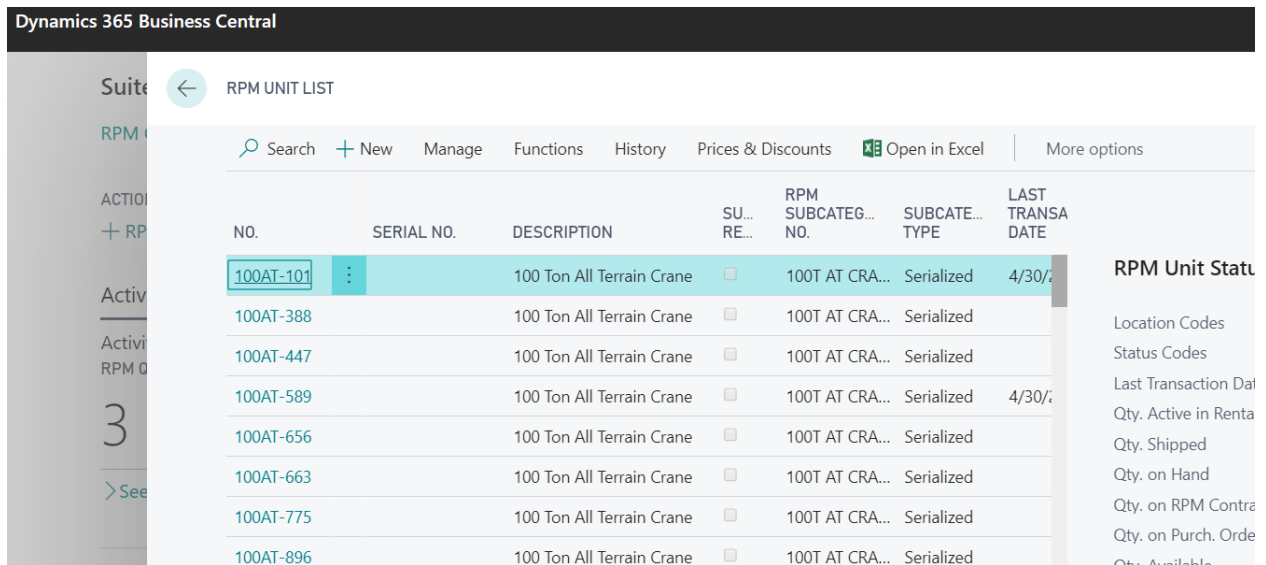 Dynamics 365 Business Central
Suite
RPM UNIT LIST
RPM
Search New Manage Functions History Prices & Discounts Open in Excel More options
ACTIO
+ RP
NO. SERIAL NO. DESCRIPTION SU... RE... RPM SUBCATEG... NO. SUBCATE... TYPE LAST TRANSA DATE
100AT-101 100 Ton All Terrain Crane 100T AT CRA... Serialized 4/30/2
100AT-388 100 Ton All Terrain Crane 100T AT CRA... Serialized
100AT-447 100 Ton All Terrain Crane 100T AT CRA... Serialized
100AT-589 100 Ton All Terrain Crane 100T AT CRA... Serialized 4/30/2
100AT-656 100 Ton All Terrain Crane 100T AT CRA... Serialized
100AT-663 100 Ton All Terrain Crane 100T AT CRA... Serialized
100AT-775 100 Ton All Terrain Crane 100T AT CRA... Serialized
100AT-896 100 Ton All Terrain Crane 100T AT CRA... Serialized
Activ
Activi
RPM Q
3
See
RPM Unit Statu
Location Codes
Status Codes
Last Transaction Dat
Qty. Active in Renta
Qty. Shipped
Qty. on Hand
Qty. on RPM Contra
Qty. on Purch. Orde
Qty. Available